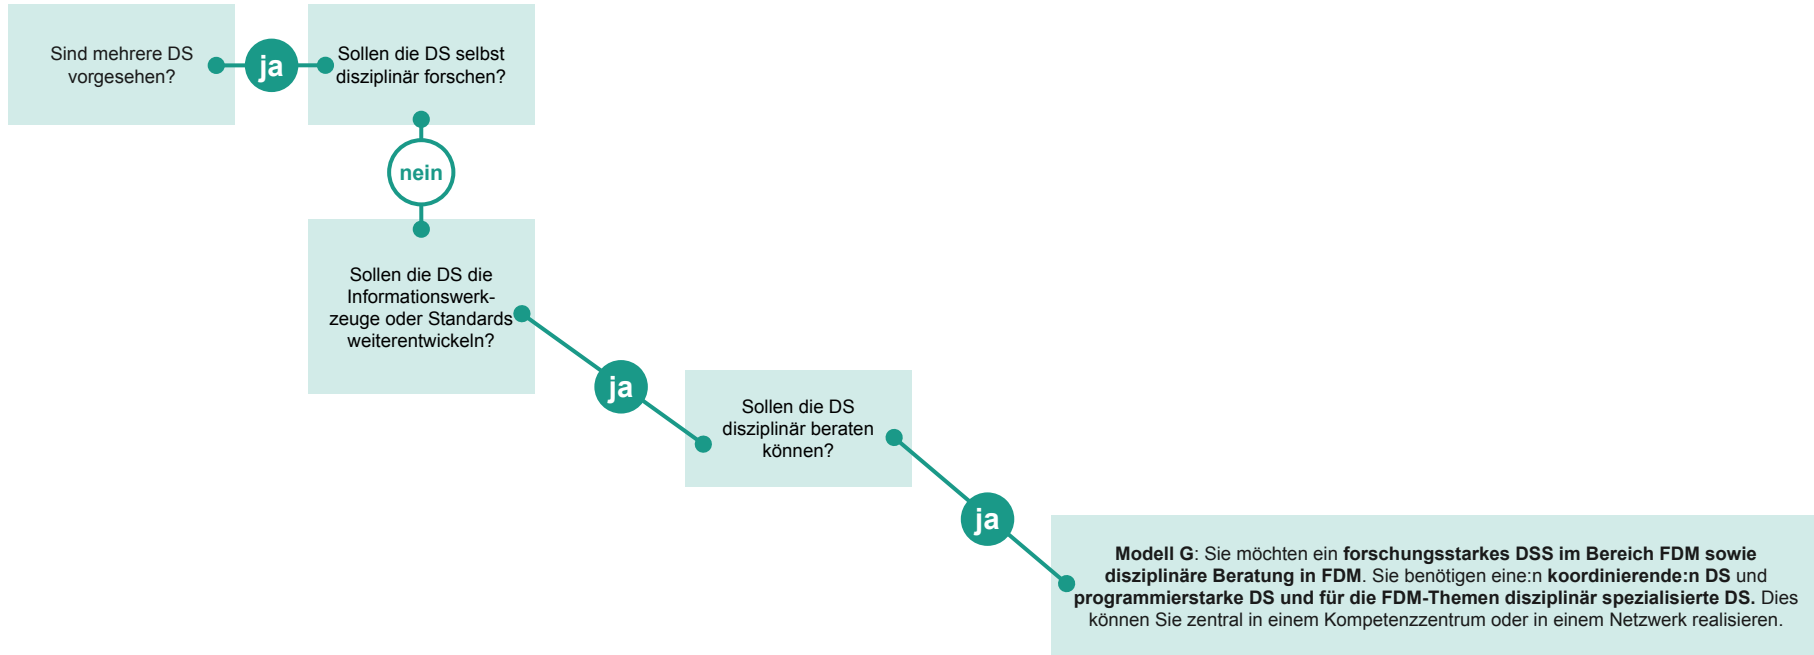 Sind mehrere DS
vorgesehen?
ja
Sollen die DS selbst
disziplinär forschen?
nein
Sollen die DS die
Informationswerk-
zeuge oder Standards
weiterentwickeln?
ja
Sollen die DS
disziplinär beraten
können?
ja
Modell G: Sie möchten ein forschungsstarkes DSS im Bereich FDM sowie
disziplinäre Beratung in FDM. Sie benötigen eine:n koordinierende:n DS und
programmierstarke DS und für die FDM-Themen disziplinär spezialisierte DS. Dies
können Sie zentral in einem Kompetenzzentrum oder in einem Netzwerk realisieren.